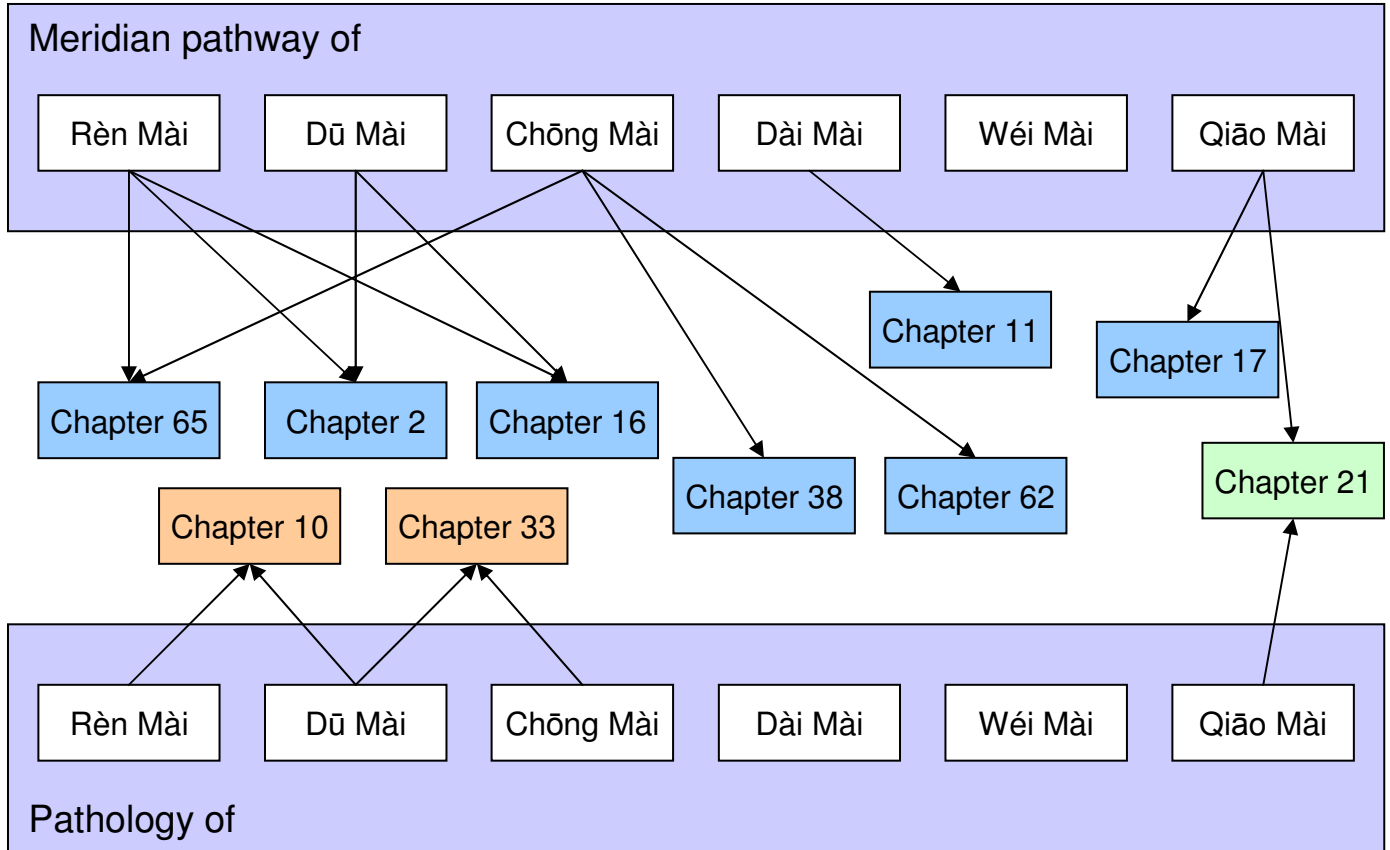 Meridian pathway of
Rèn Mài
Dū Mài
Chōng Mài
Dài Mài
Wéi Mài
Qiāo Mài
Chapter 11
Chapter 17
Chapter 65
Chapter 2
Chapter 16
Chapter 38
Chapter 62
Chapter 21
Chapter 10
Chapter 33
Rèn Mài
Dū Mài
Chōng Mài
Dài Mài
Wéi Mài
Qiāo Mài
Pathology of